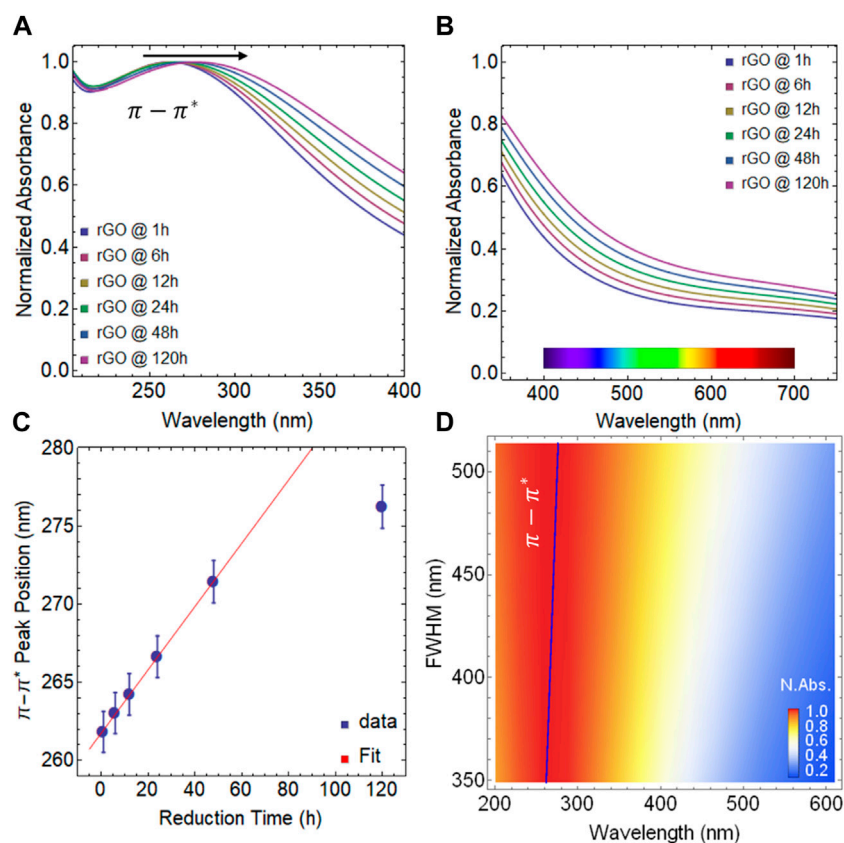 A
1.0
0.8
0.6
0.4
0.2
0.0
Normalized Absorbance
π − π*
rGO @ 1h
rGO @ 6h
rGO @ 12h
rGO @ 24h
rGO @ 48h
rGO @ 120h
250 300 350 400
Wavelength (nm)
B
1.0
0.8
0.6
0.4
0.2
0.0
Normalized Absorbance
rGO @ 1h
rGO @ 6h
rGO @ 12h
rGO @ 24h
rGO @ 48h
rGO @ 120h
400 500 600 700
Wavelength (nm)
C
280
275
270
265
260
π−π* Peak Position (nm)
data
Fit
0 20 40 60 80 100 120
Reduction Time (h)
D
500
450
400
350
FWHM (nm)
π − π*
N.Abs.
1.0
0.8
0.6
0.4
0.2
200 300 400 500 600
Wavelength (nm)